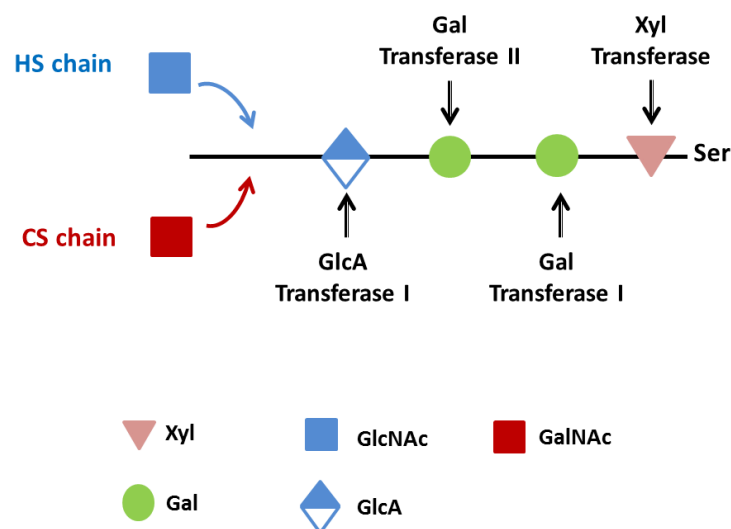 HS chain
Gal
Transferase II
Xyl
Transferase
Ser
CS chain
GlcA
Transferase I
Gal
Transferase I
Xyl
GlcNAc
GalNAc
Gal
GlcA